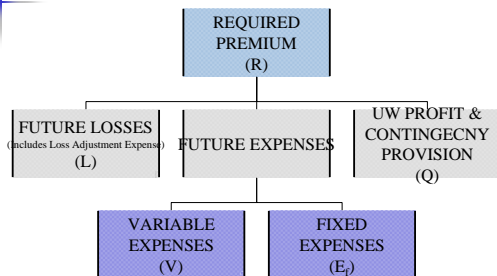 REQUIRED
PREMIUM
(R)
FUTURE LOSSES
(Includes Loss Adjustment Expense)
(L)
FUTURE EXPENSES
UW PROFIT &
CONTINGECNY
PROVISION
(Q)
VARIABLE
EXPENSES
(V)
FIXED
EXPENSES
(Ef)